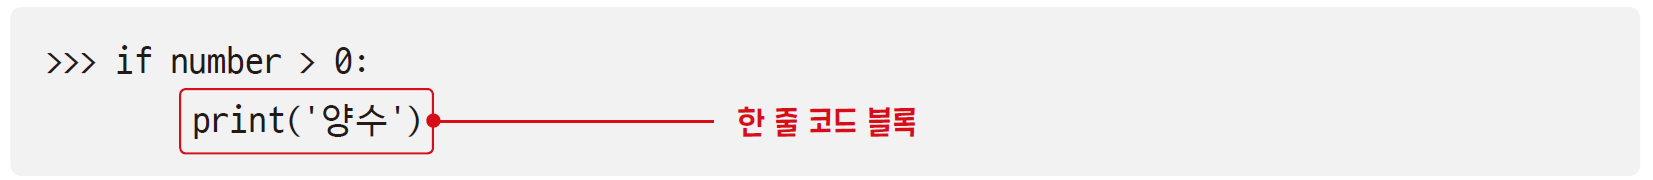 >>> if number > 0:
print('양수')
한 줄 코드 블록